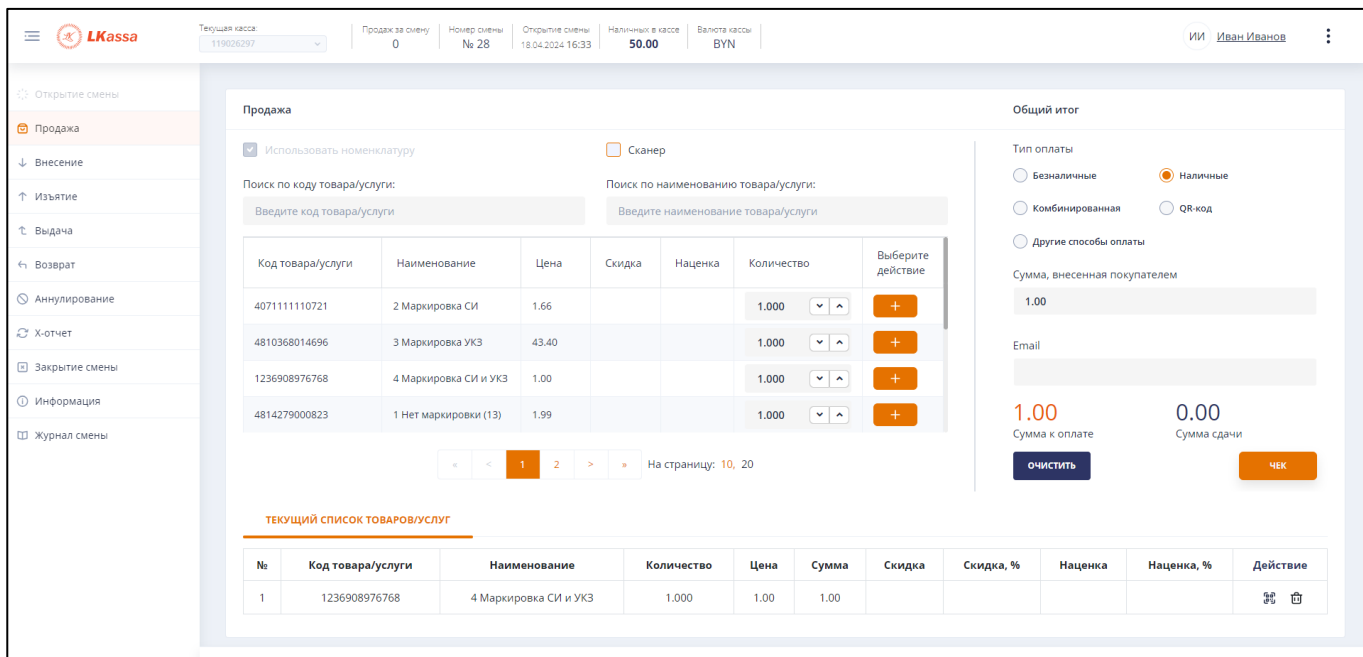 LKassa
Текущая касса:
119026297
Продаж за смену
0
Номер смены
№ 28
Открытие смены
18.04.2024 16:33
Наличных в кассе
50.00
Валюта кассы
BYN
ИИ Иван Иванов
Открытие смены
Продажа
Внесение
Изъятие
Выдача
Возврат
Аннулирование
X-отчет
Закрытие смены
Информация
Журнал смены
Продажа
Использовать номенклатуру
Сканер
Поиск по коду товара/услуги:
Поиск по наименованию товара/услуги:
Введите код товара/услуги
Введите наименование товара/услуги
Код товара/услуги Наименование Цена Скидка Наценка Количество Выберите
действие
4071111110721 2 Маркировка СИ 1.66 1.000 +
4810368014696 3 Маркировка УКЗ 43.40 1.000 +
1236908976768 4 Маркировка СИ и УКЗ 1.00 1.000 +
4814279000823 1 Нет маркировки (13) 1.99 1.000 +
« < 1 2 > » На страницу: 10, 20
Общий итог
Тип оплаты
Безналичные
Наличные
Комбинированная
QR-код
Другие способы оплаты
Сумма, внесенная покупателем
1.00
Email
1.00
Сумма к оплате
0.00
Сумма сдачи
ОЧИСТИТЬ
ЧЕК
ТЕКУЩИЙ СПИСОК ТОВАРОВ/УСЛУГ
№ Код товара/услуги Наименование Количество Цена Сумма Скидка Скидка, % Наценка Наценка, % Действие
1 1236908976768 4 Маркировка СИ и УКЗ 1.000 1.00 1.00